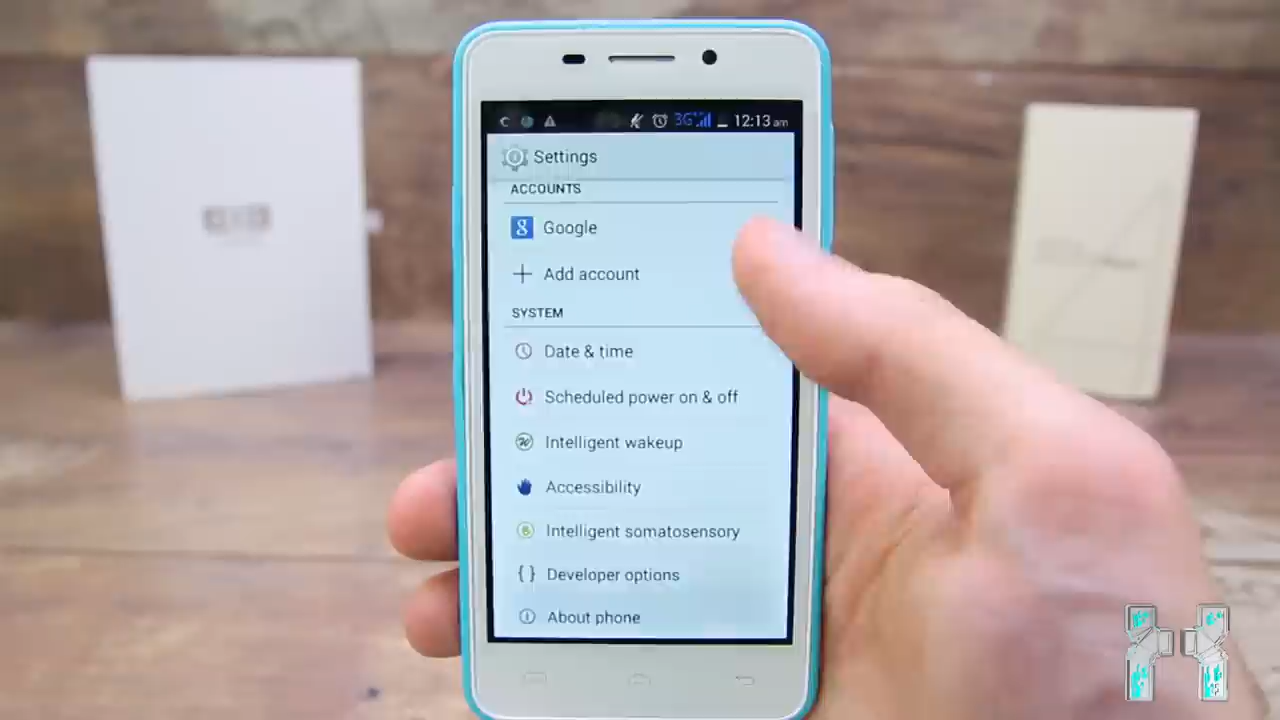 3G 12:13 am
Settings
ACCOUNTS
Google
Add account
SYSTEM
Date & time
Scheduled power on & off
Intelligent wakeup
Accessibility
Intelligent somatosensory
{ } Developer options
About phone